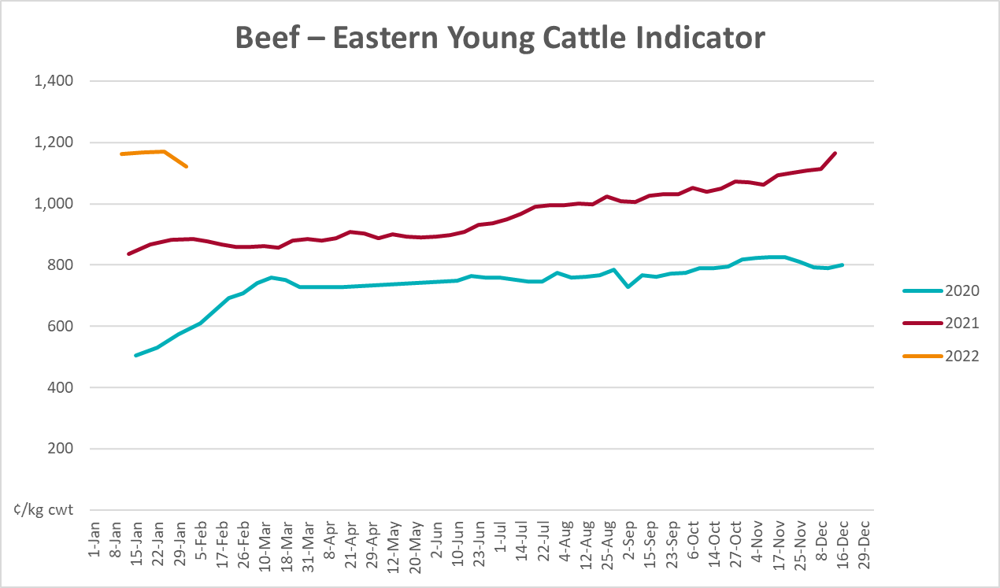 Beef – Eastern Young Cattle Indicator
1,400
1,200
1,000
800
600
400
200
¢/kg cwt
1-Jan
8-Jan
15-Jan
22-Jan
29-Jan
5-Feb
17-Feb
26-Feb
10-Mar
18-Mar
31-Mar
8-Apr
21-Apr
29-Apr
12-May
20-May
2-Jun
10-Jun
23-Jun
1-Jul
14-Jul
22-Jul
4-Aug
12-Aug
25-Aug
2-Sep
15-Sep
23-Sep
6-Oct
14-Oct
27-Oct
4-Nov
17-Nov
25-Nov
8-Dec
16-Dec
29-Dec
2020
2021
2022